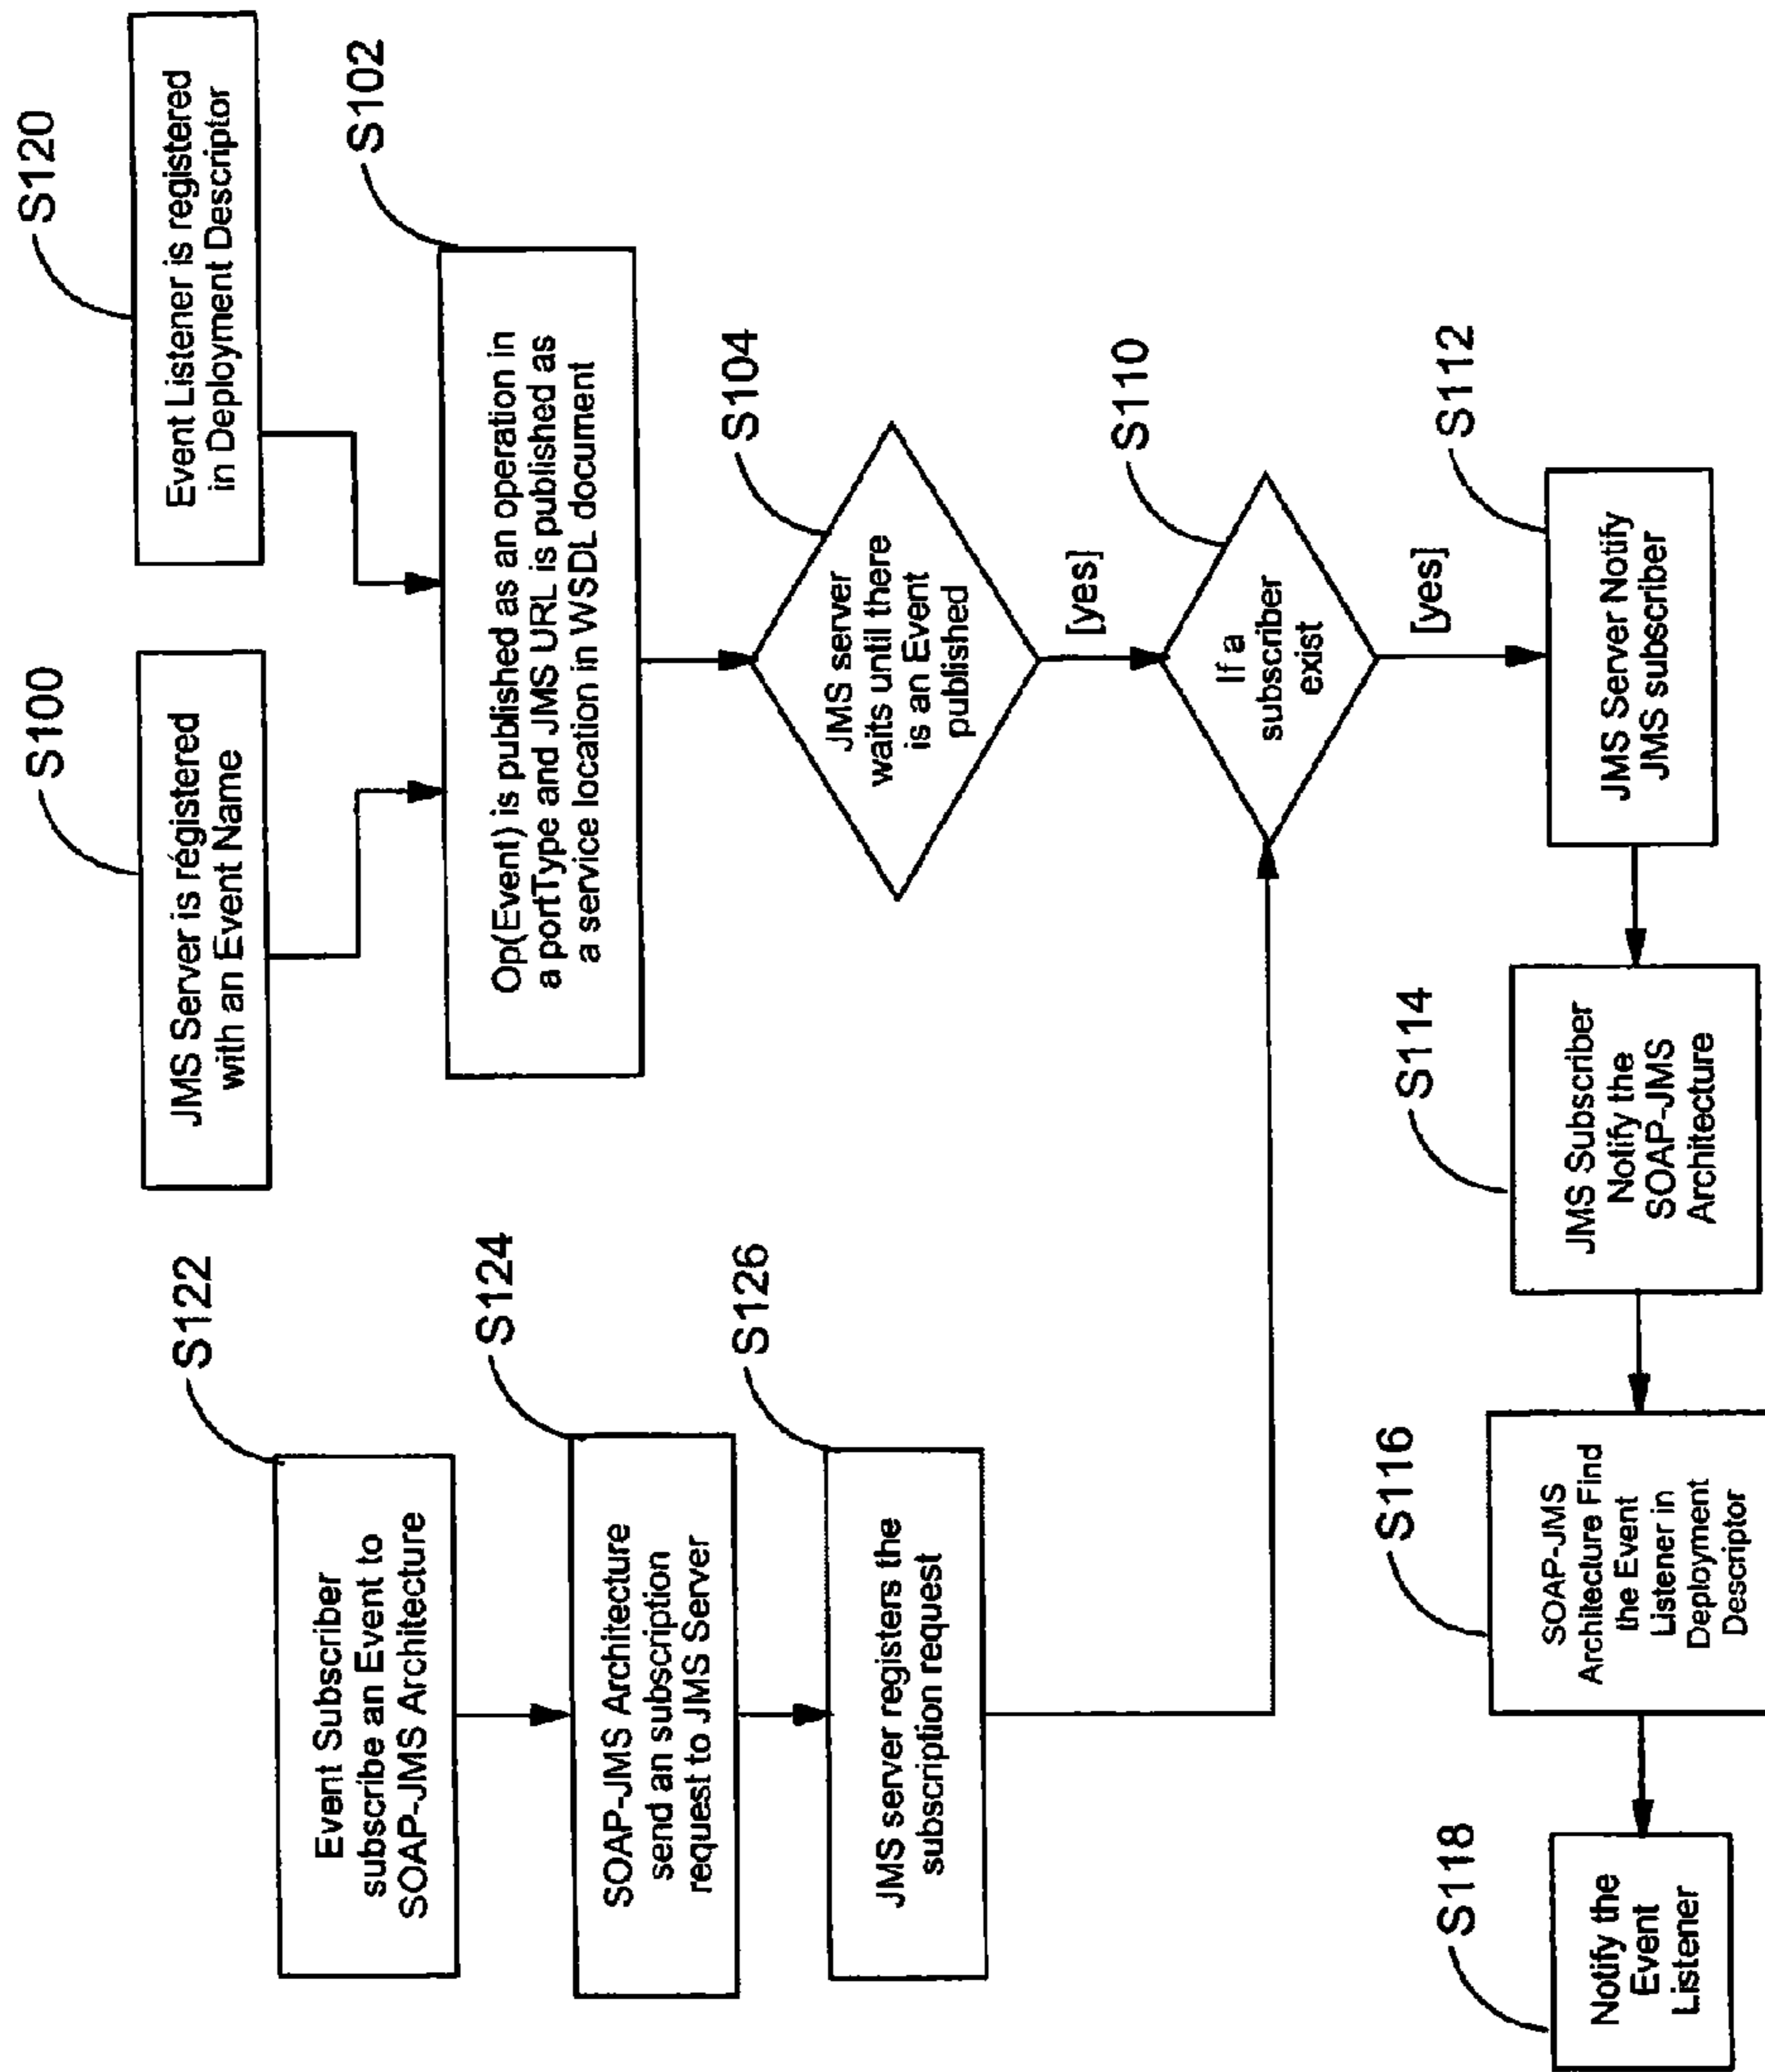 S122
Event Subscriber
subscribe an Event to
SOAP-JMS Architecture
S124
SOAP-JMS Architecture
send an subscription
request to JMS Server
S126
JMS server registers the
subscription request
S100
JMS Server is régistered
with an Event Name
S120
Event Listener is registered
in Deployment Descriptor
S102
Op(Event) is published as an operation in
a portType and JMS URL is published as
a service location in WSDL document
S104
JMS server
waits until there
is an Event
published
[yes]
S110
If a
subscriber
exist
[yes]
S112
JMS Server Notify
JMS subscriber
S114
JMS Subscriber
Notify the
SOAP-JMS
Architecture
S116
SOAP-JMS
Architecture Find
the Event
Listener in
Deployment
Descriptor
S118
Notify the
Event
Listener